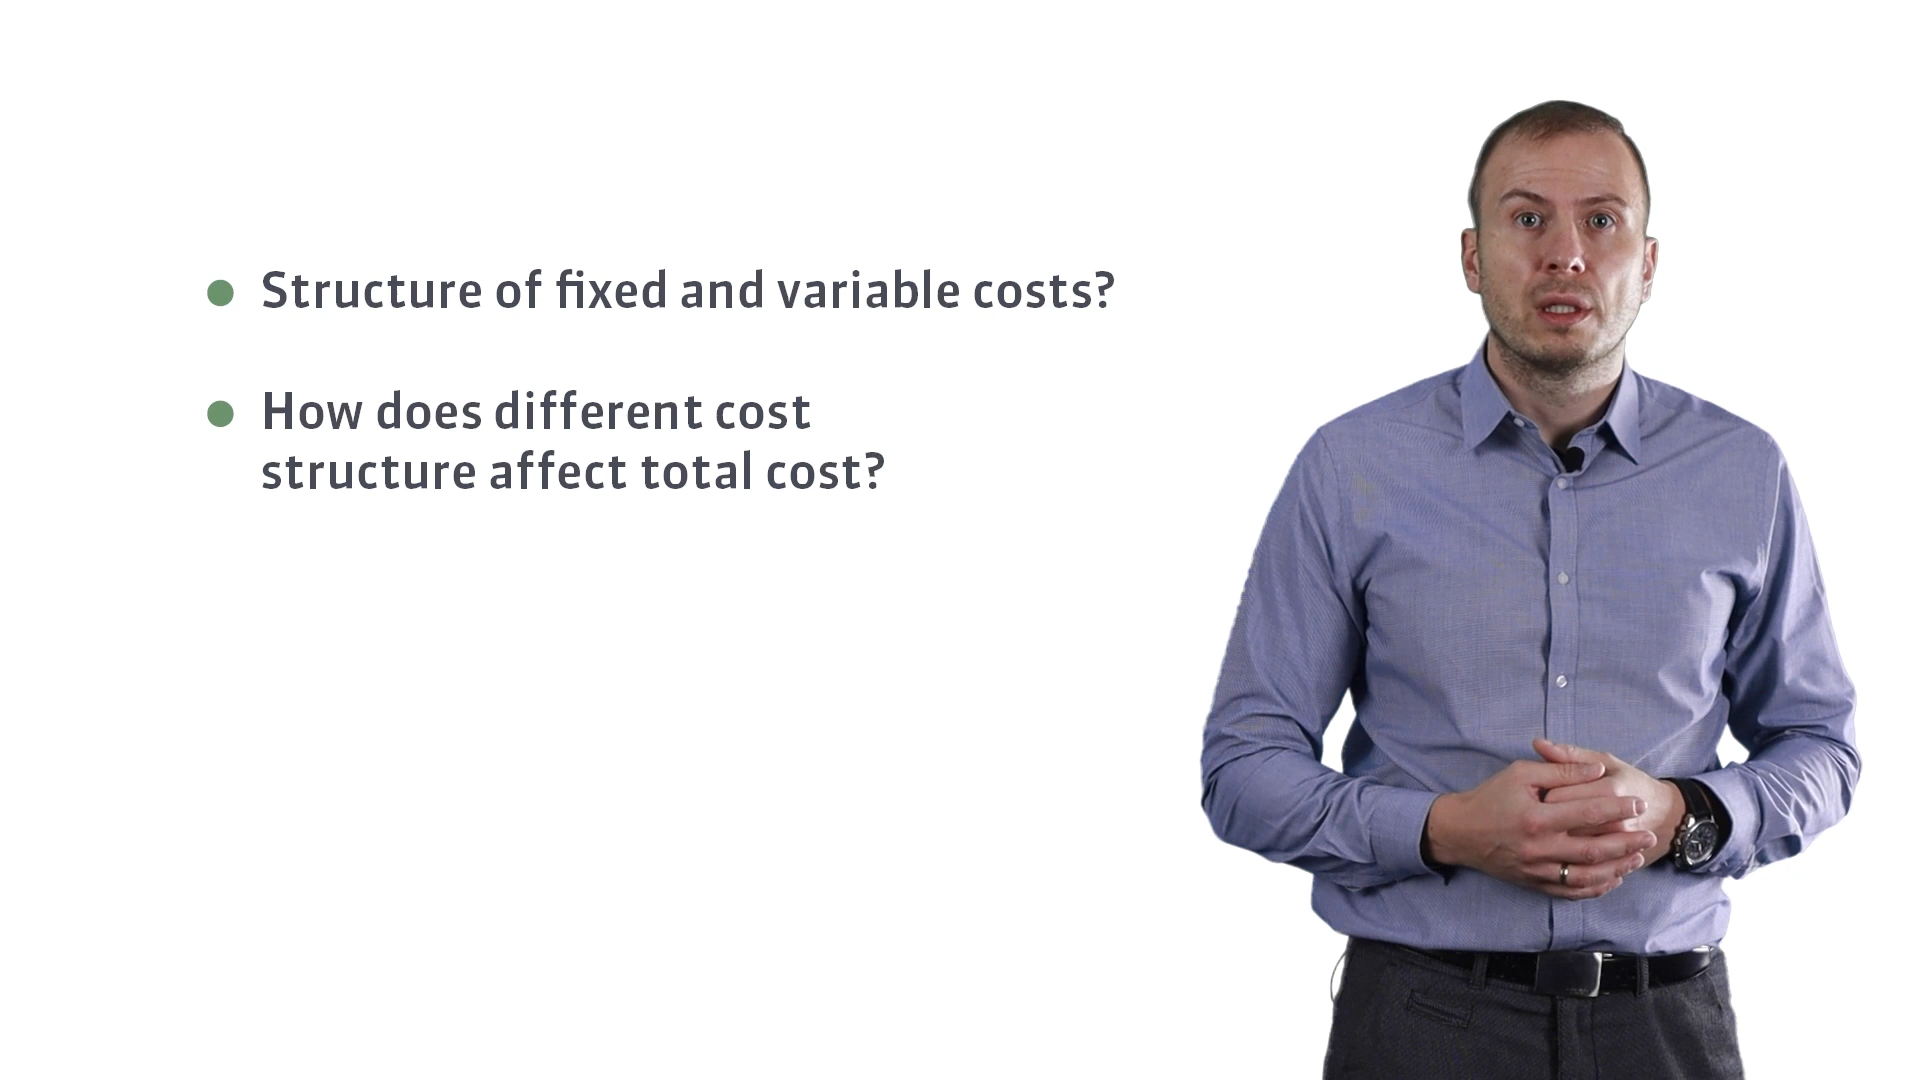 Structure of fixed and variable costs?
How does different cost
structure affect total cost?